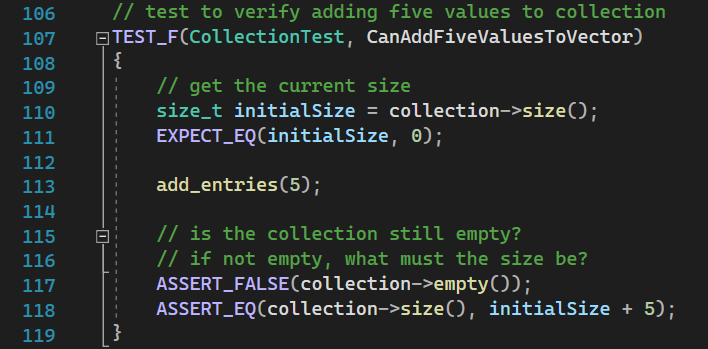 106 // test to verify adding five values to collection
107 TEST_F(CollectionTest, CanAddFiveValuesToVector)
108 {
109     // get the current size
110     size_t initialSize = collection->size();
111     EXPECT_EQ(initialSize, 0);
112
113     add_entries(5);
114
115     // is the collection still empty?
116     // if not empty, what must the size be?
117     ASSERT_FALSE(collection->empty());
118     ASSERT_EQ(collection->size(), initialSize + 5);
119 }